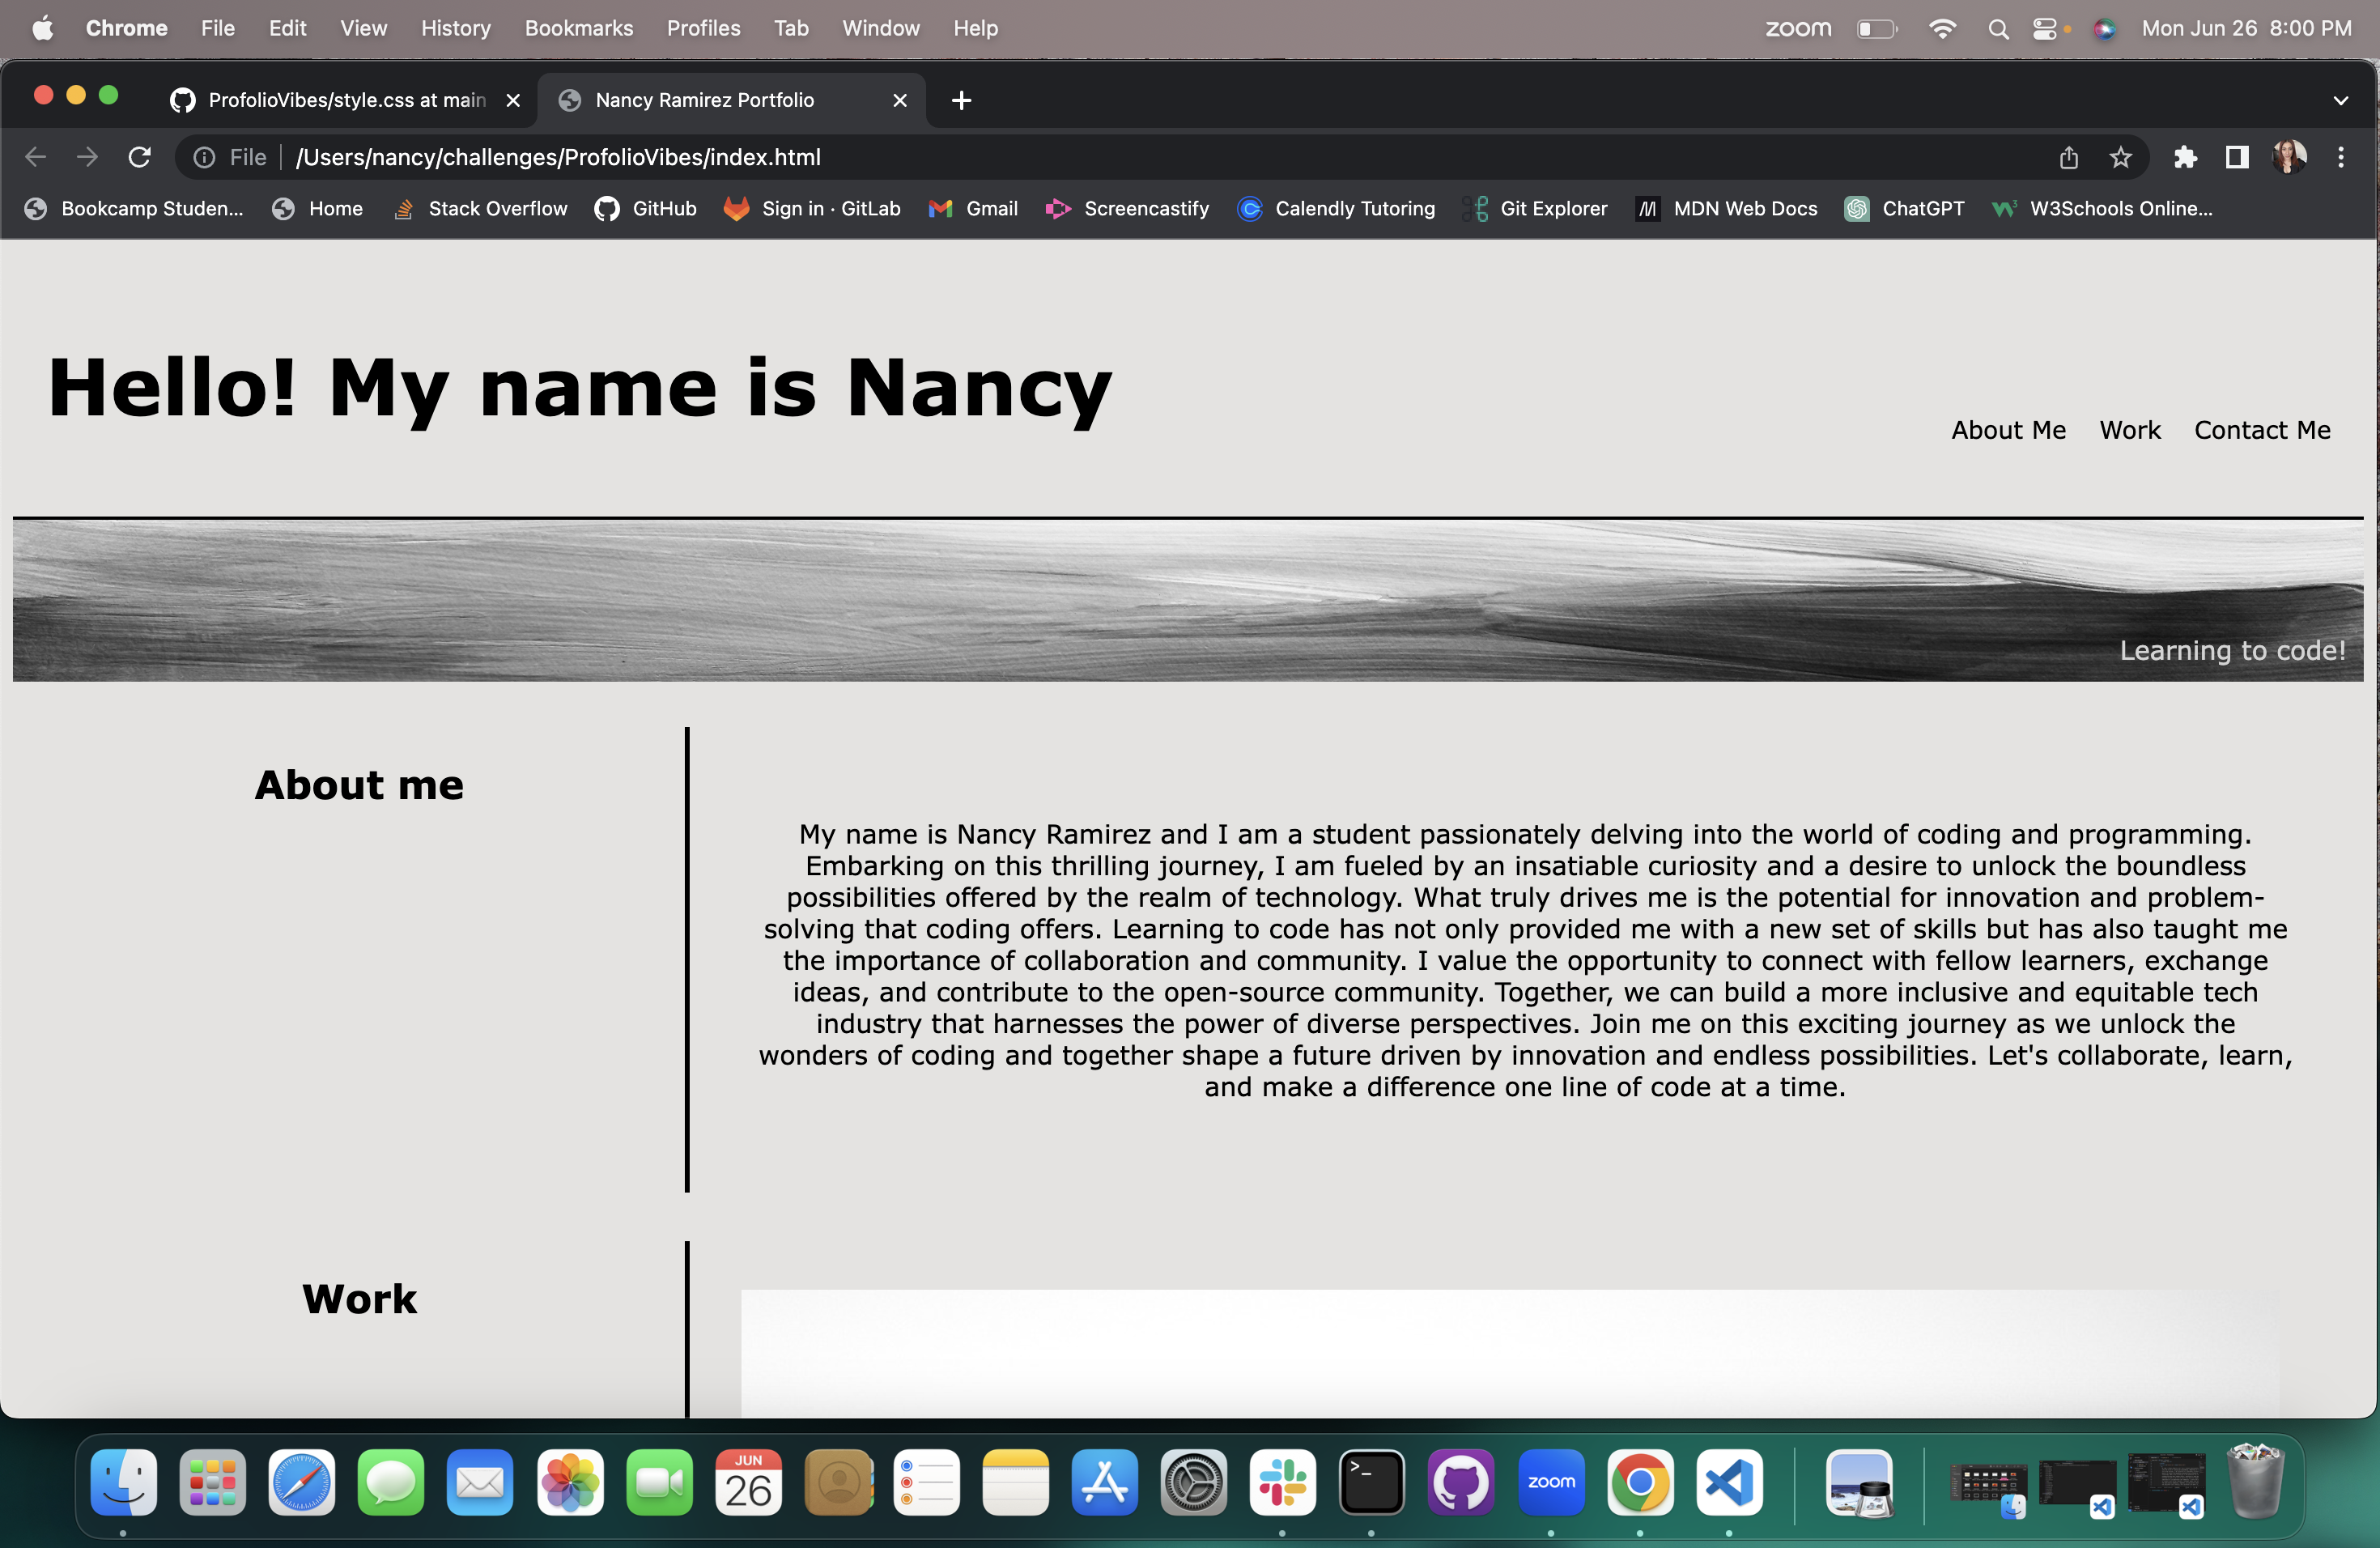 Chrome File Edit View History Bookmarks Profiles Tab Window Help zoom Mon Jun 26 8:00 PM
ProfolioVibes/style.css at main Nancy Ramirez Portfolio
File /Users/nancy/challenges/ProfolioVibes/index.html
Bookcamp Studen... Home Stack Overflow GitHub Sign in · GitLab Gmail Screencastify Calendly Tutoring Git Explorer MDN Web Docs ChatGPT W3Schools Online...
Hello! My name is Nancy
About Me Work Contact Me
Learning to code!
About me
My name is Nancy Ramirez and I am a student passionately delving into the world of coding and programming.
Embarking on this thrilling journey, I am fueled by an insatiable curiosity and a desire to unlock the boundless
possibilities offered by the realm of technology. What truly drives me is the potential for innovation and problem-
solving that coding offers. Learning to code has not only provided me with a new set of skills but has also taught me
the importance of collaboration and community. I value the opportunity to connect with fellow learners, exchange
ideas, and contribute to the open-source community. Together, we can build a more inclusive and equitable tech
industry that harnesses the power of diverse perspectives. Join me on this exciting journey as we unlock the
wonders of coding and together shape a future driven by innovation and endless possibilities. Let's collaborate, learn,
and make a difference one line of code at a time.
Work
JUN
26
zoom